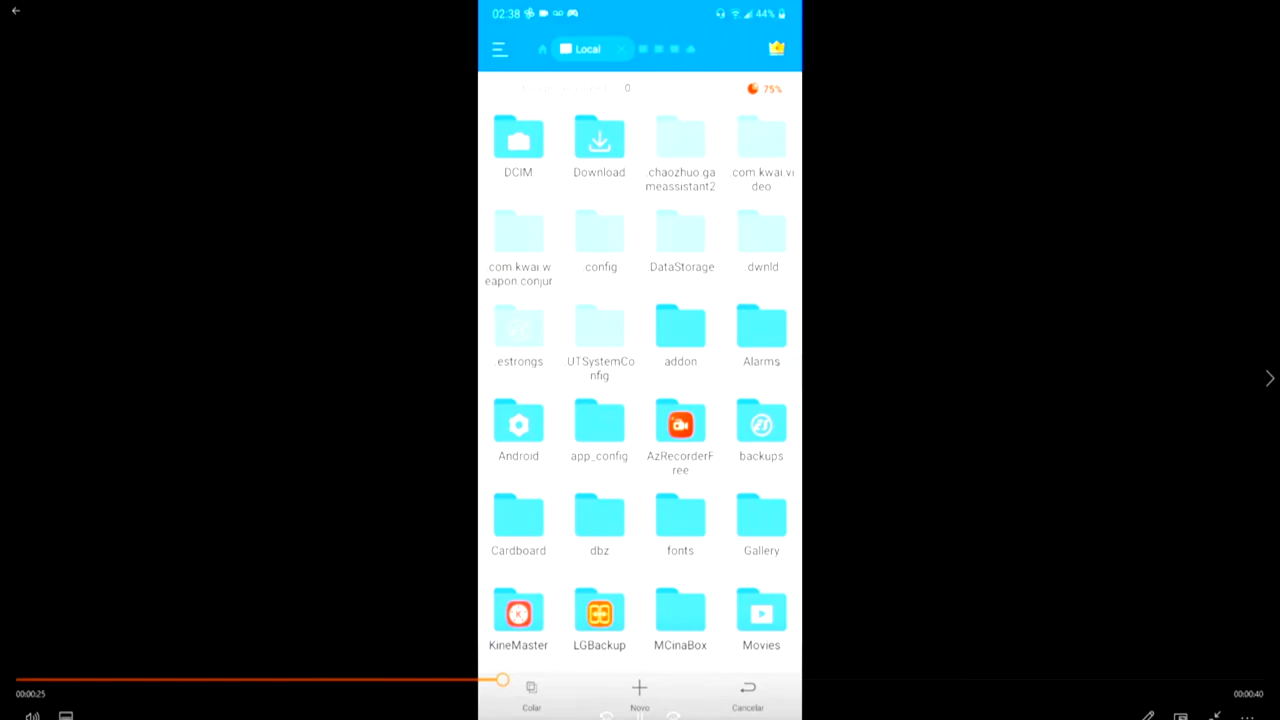 02:38 44%
Local
0 75%
DCIM Download .chaozhuo.ga .com.kwai.vi
meassistant2 deo
.com.kwai.w .config .DataStorage .dwnld
eapon.conjur
.estrongs .UTSystemCo addon Alarms
nfig
Android app_config AzRecorderF backups
ree
Cardboard dbz fonts Gallery
KineMaster LGBackup MCinaBox Movies
00:00:25 00:00:40
Colar Novo Cancelar